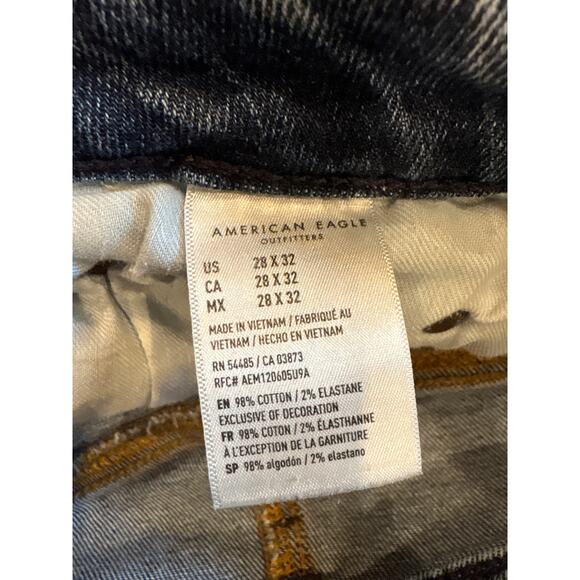 AMERICAN EAGLE
OUTFITTERS
US 28 X 32
CA 28 X 32
MX 28 X 32
MADE IN VIETNAM / FABRIQUÉ AU
VIETNAM / HECHO EN VIETNAM
RN 54485 / CA 03873
RFC# AEM120605U9A
EN 98% COTTON / 2% ELASTANE
EXCLUSIVE OF DECORATION
FR 98% COTON / 2% ÉLASTHANNE
À L'EXCEPTION DE LA GARNITURE
SP 98% algodón / 2% elastano